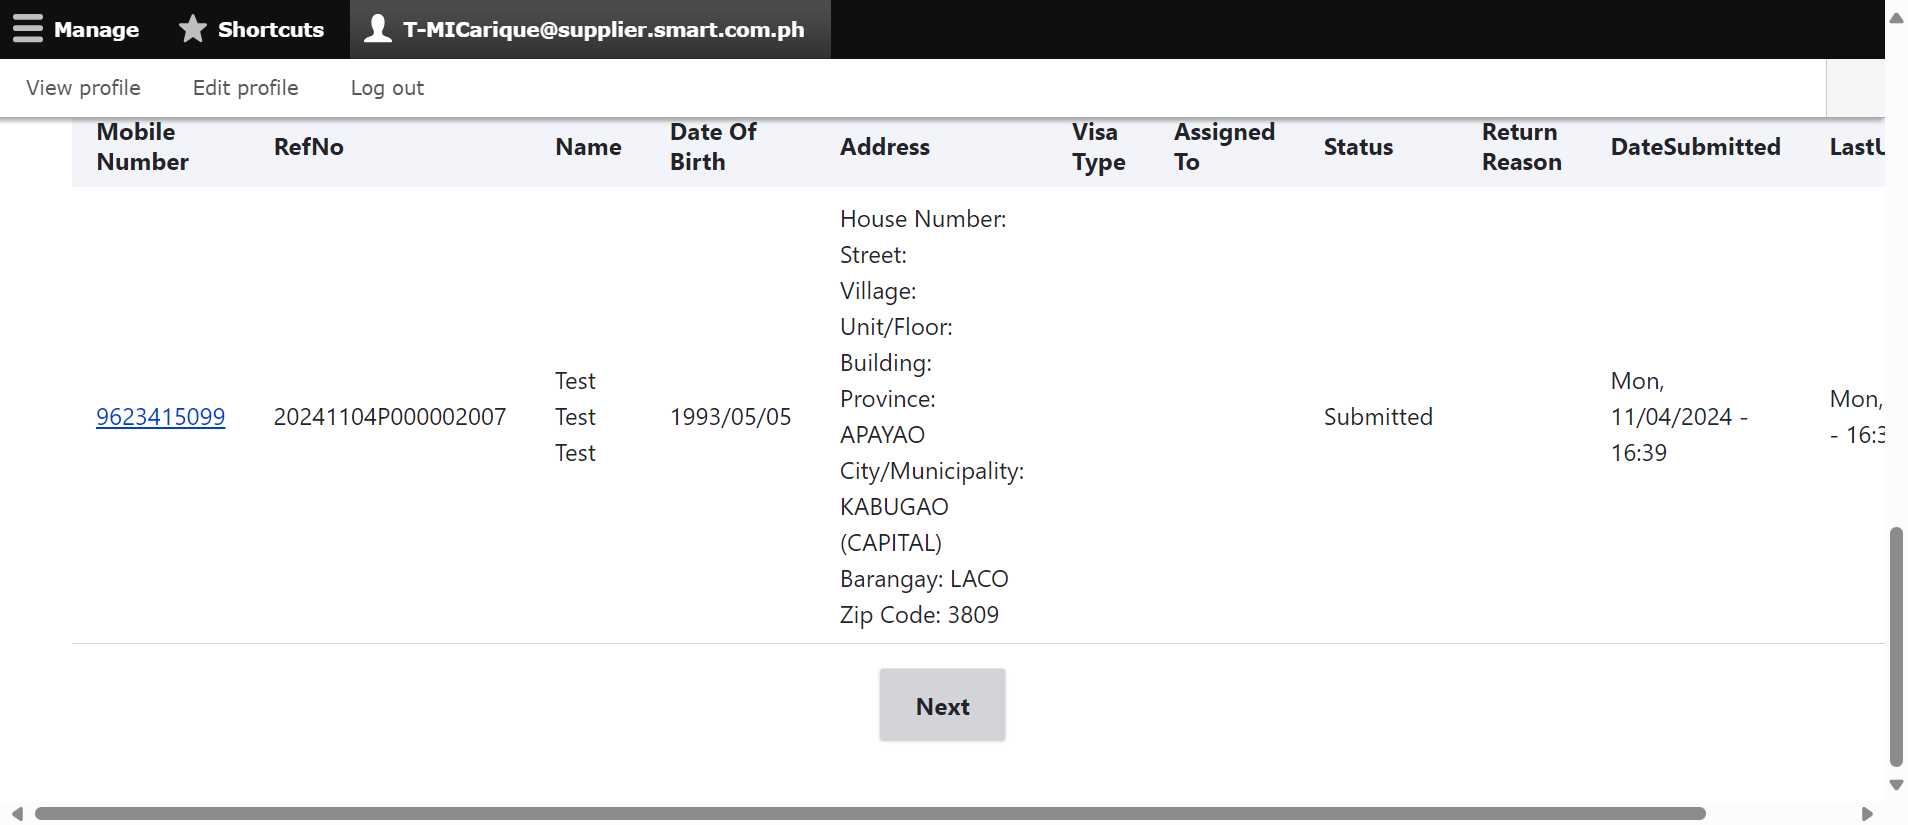 Manage Shortcuts T-MICarique@supplier.smart.com.ph
View profile Edit profile Log out
Mobile Number RefNo Name Date Of Birth Address Visa Type Assigned To Status Return Reason DateSubmitted LastU
9623415099
20241104P000002007
Test
Test
Test
1993/05/05
House Number:
Street:
Village:
Unit/Floor:
Building:
Province:
APAYAO
City/Municipality:
KABUGAO
(CAPITAL)
Barangay: LACO
Zip Code: 3809
Submitted
Mon,
11/04/2024 -
16:39
Mon,
- 16:3
Next